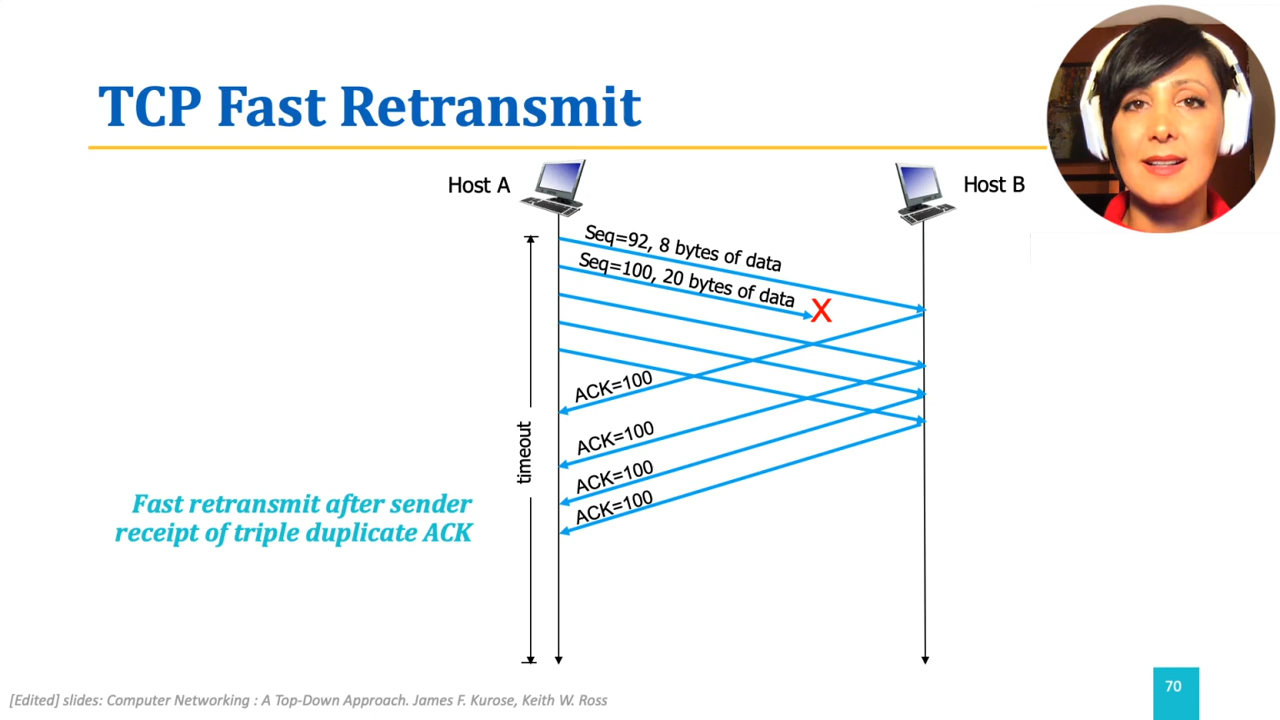 TCP Fast Retransmit
Host A
Host B
Seq=92, 8 bytes of data
Seq=100, 20 bytes of data
X
ACK=100
ACK=100
ACK=100
ACK=100
timeout
Fast retransmit after sender
receipt of triple duplicate ACK
[Edited] slides: Computer Networking : A Top-Down Approach. James F. Kurose, Keith W. Ross
70